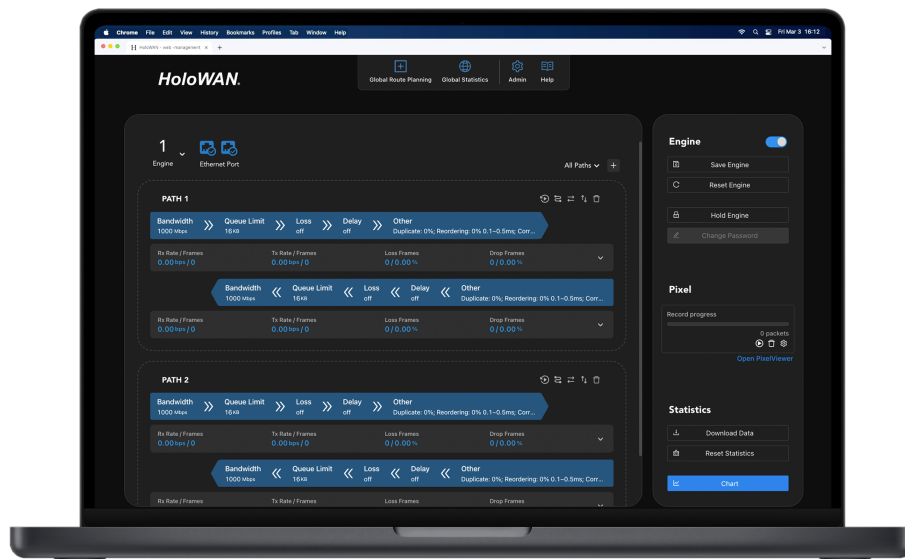 Chrome File Edit View History Bookmarks Profiles Tab Window Help Fri Mar 3 16:12
H HoloWAN - web -management × +
HoloWAN.
Global Route Planning Global Statistics Admin Help
1
Engine Ethernet Port
All Paths +
PATH 1
Bandwidth Queue Limit Loss Delay Other
1000 Mbps 16KB off off Duplicate: 0%; Reordering: 0% 0.1~0.5ms; Corr...
Rx Rate / Frames Tx Rate / Frames Loss Frames Drop Frames
0.00 bps / 0 0.00 bps / 0 0 / 0.00 % 0 / 0.00 %
Bandwidth Queue Limit Loss Delay Other
1000 Mbps 16KB off off Duplicate: 0%; Reordering: 0% 0.1~0.5ms; Corr...
Rx Rate / Frames Tx Rate / Frames Loss Frames Drop Frames
0.00 bps / 0 0.00 bps / 0 0 / 0.00 % 0 / 0.00 %
PATH 2
Bandwidth Queue Limit Loss Delay Other
1000 Mbps 16KB off off Duplicate: 0%; Reordering: 0% 0.1~0.5ms; Corr...
Rx Rate / Frames Tx Rate / Frames Loss Frames Drop Frames
0.00 bps / 0 0.00 bps / 0 0 / 0.00 % 0 / 0.00 %
Bandwidth Queue Limit Loss Delay Other
1000 Mbps 16KB off off Duplicate: 0%; Reordering: 0% 0.1~0.5ms; Corr...
Rx Rate / Frames Tx Rate / Frames Loss Frames Drop Frames
Engine
Save Engine
Reset Engine
Hold Engine
Change Password
Pixel
Record progress
0 packets
Open PixelViewer
Statistics
Download Data
Reset Statistics
Chart